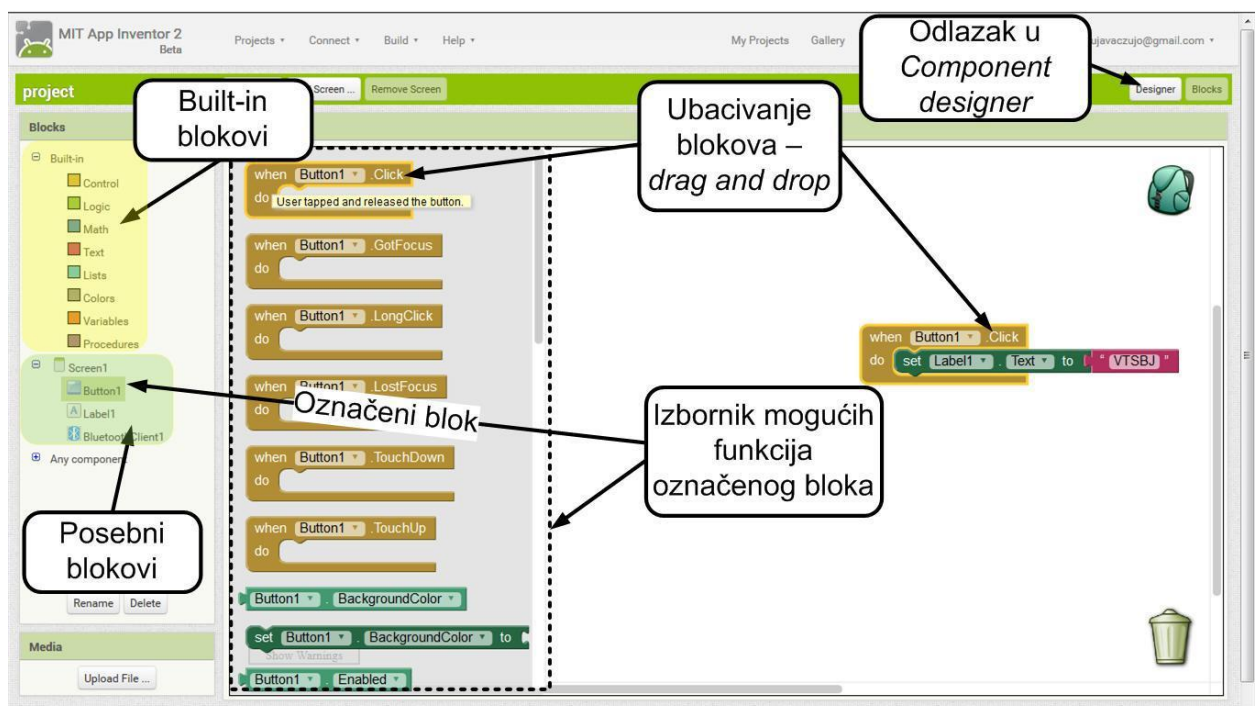 MIT App Inventor 2
Beta
Projects Connect Build Help
My Projects Gallery
Odlazak u
Component
designer
ujavaczujo@gmail.com
project
Screen ... Remove Screen
Designer Blocks
Built-in
blokovi
Ubacivanje
blokova –
drag and drop
Blocks
Built-in
Control
Logic
Math
Text
Lists
Colors
Variables
Procedures
Screen1
Button1
Label1
BluetoothClient1
Any component
Posebni
blokovi
Rename Delete
Media
Upload File ...
when Button1 .Click
do
User tapped and released the button.
when Button1 .GotFocus
do
when Button1 .LongClick
do
when Button1 .LostFocus
do
Označeni blok
when Button1 .TouchDown
do
when Button1 .TouchUp
do
Button1 . BackgroundColor
set Button1 . BackgroundColor to
Show Warnings
Button1 . Enabled
Izbornik mogućih
funkcija
označenog bloka
when Button1 .Click
do set Label1 . Text to " VTSBJ "